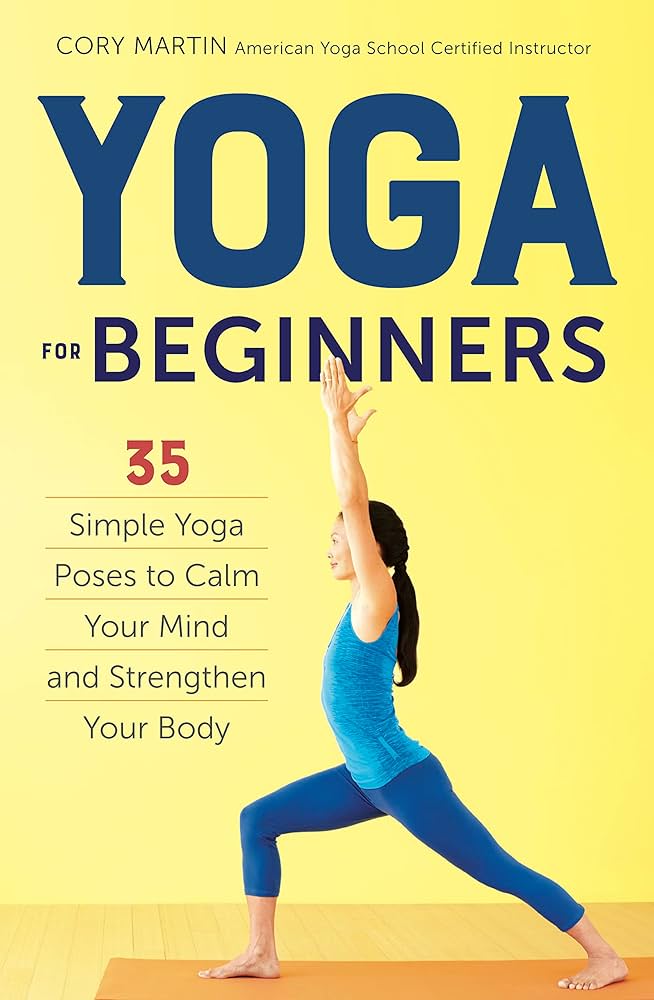 CORY MARTIN American Yoga School Certified Instructor
YOGA
FOR BEGINNERS
35
Simple Yoga
Poses to Calm
Your Mind
and Strengthen
Your Body